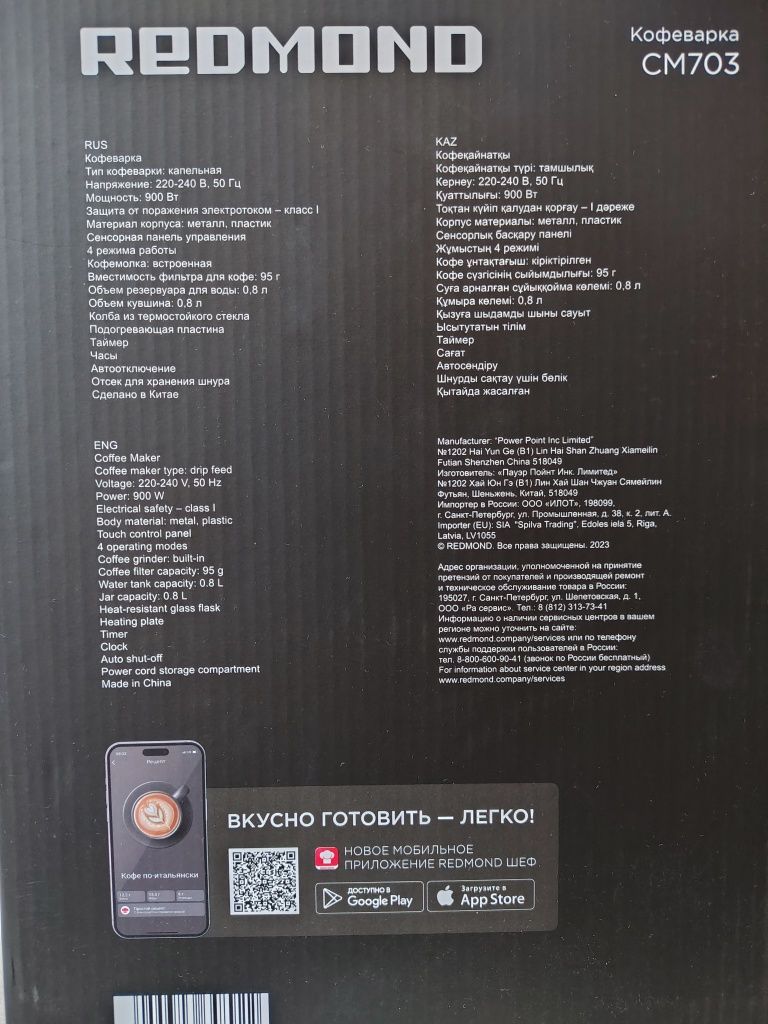 REDMOND
Кофеварка
CM703
RUS
Кофеварка
Тип кофеварки: капельная
Напряжение: 220-240 В, 50 Гц
Мощность: 900 Вт
Защита от поражения электротоком – класс I
Материал корпуса: металл, пластик
Сенсорная панель управления
4 режима работы
Кофемолка: встроенная
Вместимость фильтра для кофе: 95 г
Объем резервуара для воды: 0,8 л
Объем кувшина: 0,8 л
Колба из термостойкого стекла
Подогревающая пластина
Таймер
Часы
Автоотключение
Отсек для хранения шнура
Сделано в Китае
KAZ
Кофеқайнатқы
Кофеқайнатқы түрі: тамшылық
Кернеу: 220-240 В, 50 Гц
Қуаттылығы: 900 Вт
Тоқтан күйіп қалудан қорғау – I дәреже
Корпус материалы: металл, пластик
Сенсорлық басқару панелі
Жұмыстың 4 режимі
Кофе ұнтақтағыш: кіріктірілген
Кофе сүзгісінің сыйымдылығы: 95 г
Суға арналған сұйыққойма көлемі: 0,8 л
Құмыра көлемі: 0,8 л
Қызуға шыдамды шыны сауыт
Ысытутатын тілім
Таймер
Сағат
Автосөндіру
Шнурды сақтау үшін бөлік
Қытайда жасалған
ENG
Coffee Maker
Coffee maker type: drip feed
Voltage: 220-240 V, 50 Hz
Power: 900 W
Electrical safety – class I
Body material: metal, plastic
Touch control panel
4 operating modes
Coffee grinder: built-in
Coffee filter capacity: 95 g
Water tank capacity: 0.8 L
Jar capacity: 0.8 L
Heat-resistant glass flask
Heating plate
Timer
Clock
Auto shut-off
Power cord storage compartment
Made in China
Manufacturer: "Power Point Inc Limited"
№1202 Hai Yun Ge (B1) Lin Hai Shan Zhuang Xiameilin
Futian Shenzhen China 518049
Изготовитель: «Пауэр Пойнт Инк. Лимитед»
№1202 Хай Юн Гэ (B1) Лин Хай Шан Чжуан Сямейлин
Футьян, Шеньжень, Китай, 518049
Импортер в России: ООО «ИЛОТ», 198099,
г. Санкт-Петербург, ул. Промышленная, д. 38, к. 2, лит. А.
Importer (EU): SIA "Spilva Trading", Edoles iela 5, Riga,
Latvia, LV1055
© REDMOND. Все права защищены. 2023
Адрес организации, уполномоченной на принятие
претензий от покупателей и производящей ремонт
и техническое обслуживание товара в России:
195027, г. Санкт-Петербург, ул. Шепетовская, д. 1,
ООО «Ра сервис». Тел.: 8 (812) 313-73-41
Информацию о наличии сервисных центров в вашем
регионе можно уточнить на сайте:
www.redmond.company/services или по телефону
службы поддержки пользователей в России:
тел. 8-800-600-90-41 (звонок по России бесплатный)
For information about service center in your region address
www.redmond.company/services
Рецепт
Кофе по-итальянски
ВКУСНО ГОТОВИТЬ — ЛЕГКО!
НОВОЕ МОБИЛЬНОЕ
ПРИЛОЖЕНИЕ REDMOND ШЕФ
ДОСТУПНО В
Google Play
Загрузите в
App Store